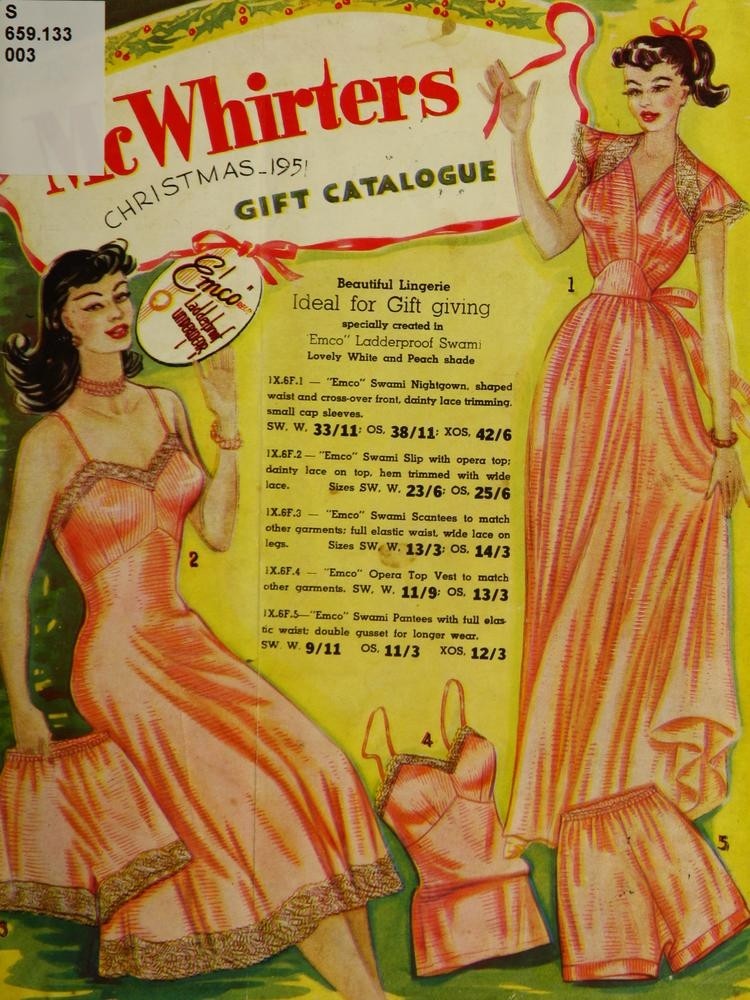 S
659.133
003
McWhirters
CHRISTMAS-1951
GIFT CATALOGUE
"Emco"
REGD.
Ladderproof
UNDERWEAR
Beautiful Lingerie
Ideal for Gift giving
specially created in
"Emco" Ladderproof Swami
Lovely White and Peach shade
1X.6F.1 — "Emco" Swami Nightgown, shaped
waist and cross-over front, dainty lace trimming,
small cap sleeves.
SW, W. 33/11; OS, 38/11; XOS, 42/6
1X.6F.2 — "Emco" Swami Slip with opera top;
dainty lace on top, hem trimmed with wide
lace. Sizes SW, W, 23/6; OS, 25/6
1X.6F.3 — "Emco" Swami Scantees to match
other garments; full elastic waist, wide lace on
legs. Sizes SW, W. 13/3; OS, 14/3
1X.6F.4 — "Emco" Opera Top Vest to match
other garments. SW, W, 11/9; OS, 13/3
1X.6F.5—"Emco" Swami Pantees with full elas-
tic waist; double gusset for longer wear.
SW. W. 9/11 OS, 11/3 XOS, 12/3
1
2
3
4
5